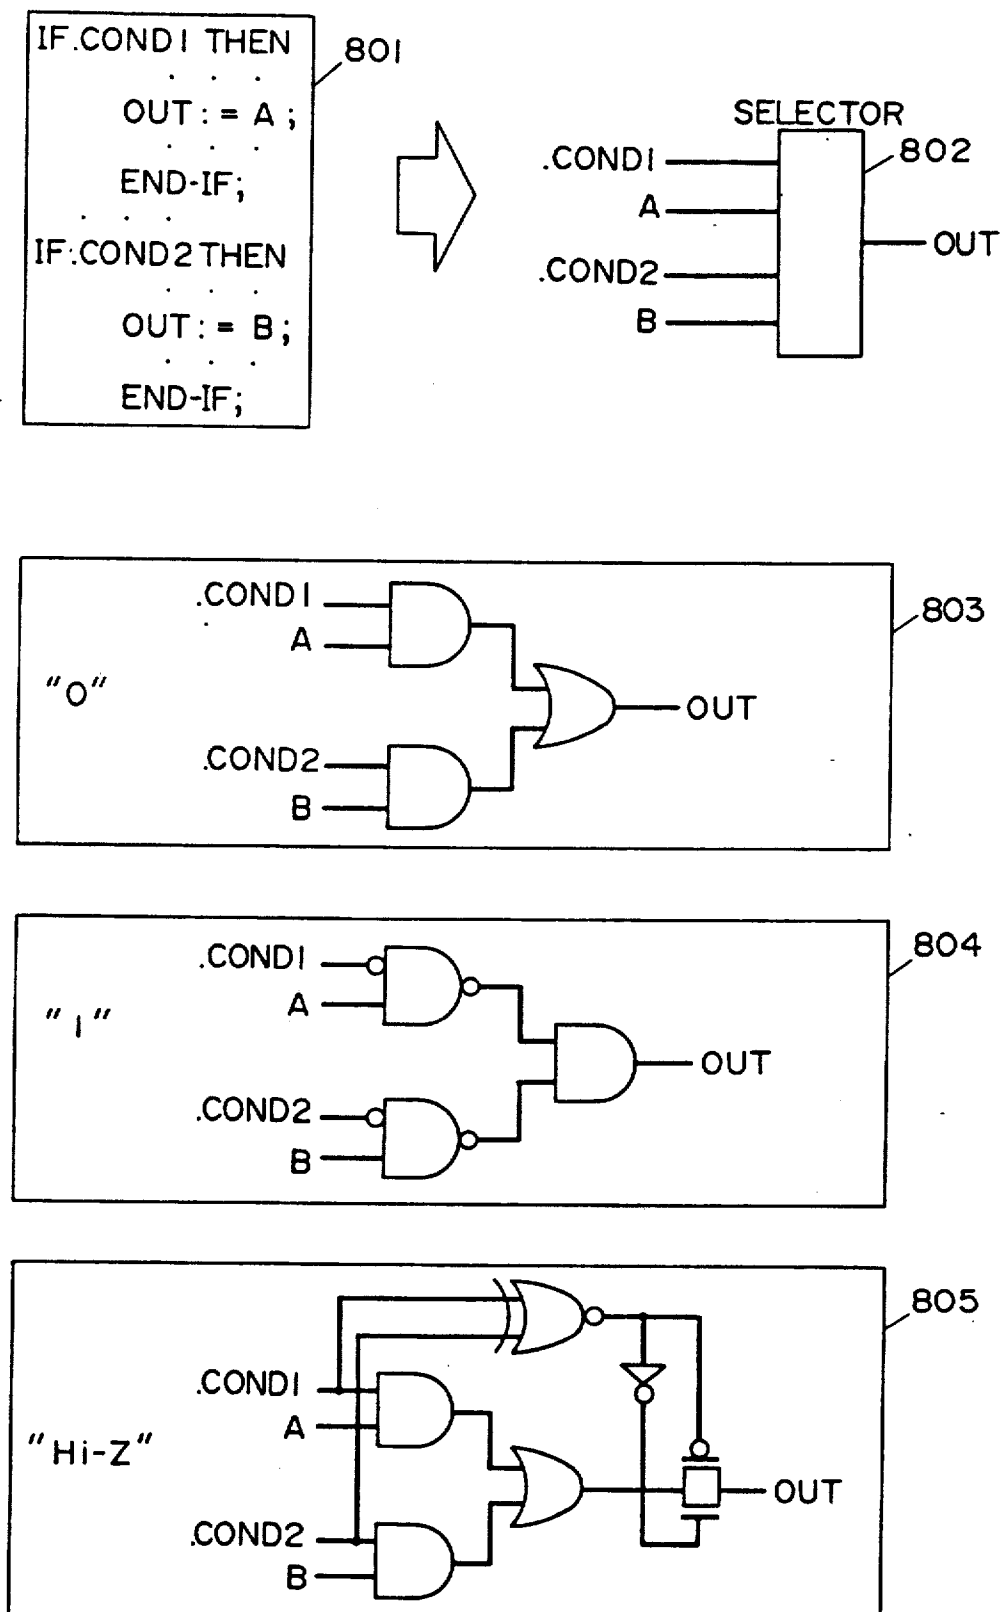 IF.COND1 THEN
. . .
OUT := A ;
. . .
END-IF;
. . .
IF.COND2 THEN
. . .
OUT := B;
. . .
END-IF;
801
SELECTOR
802
.COND1
A
.COND2
B
OUT
803
"0"
.COND1
A
.COND2
B
OUT
804
"1"
.COND1
A
.COND2
B
OUT
805
"Hi-Z"
.COND1
A
.COND2
B
OUT